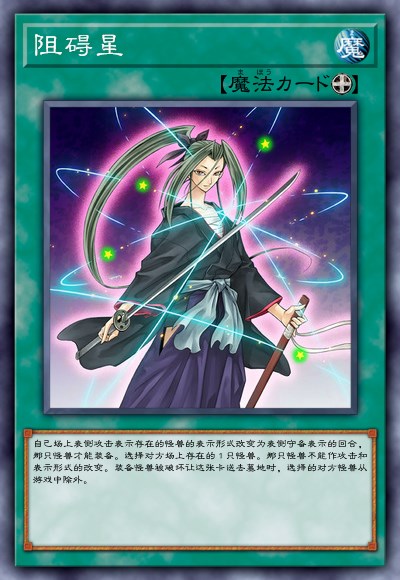 阻碍星
魔
まほう
【魔法カード】
自己场上表侧攻击表示存在的怪兽的表示形式改变为表侧守备表示的回合，
那只怪兽才能装备。选择对方场上存在的１只怪兽。那只怪兽不能作攻击和
表示形式的改变。装备怪兽被破坏让这张卡送去墓地时，选择的对方怪兽从
游戏中除外。